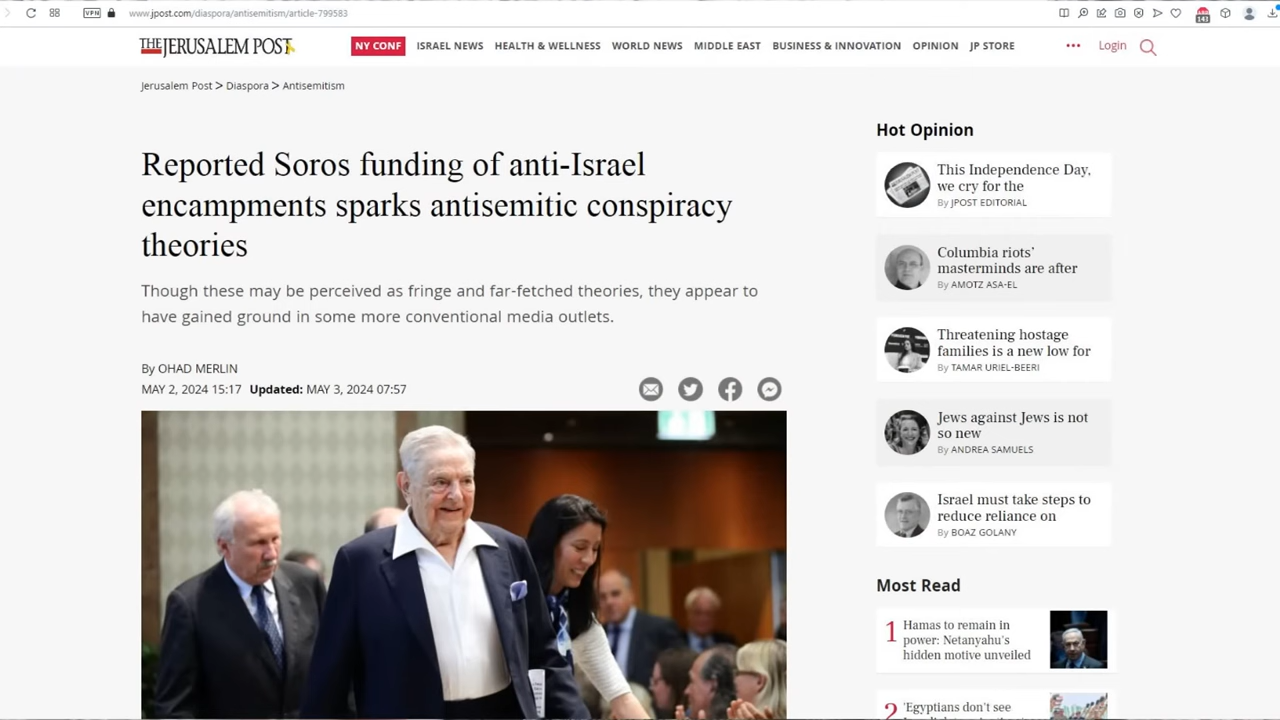 VPN
www.jpost.com/diaspora/antisemitism/article-799583
143
THE JERUSALEM POST
NY CONF
ISRAEL NEWS
HEALTH & WELLNESS
WORLD NEWS
MIDDLE EAST
BUSINESS & INNOVATION
OPINION
JP STORE
Login
Jerusalem Post > Diaspora > Antisemitism
Reported Soros funding of anti-Israel
encampments sparks antisemitic conspiracy
theories
Though these may be perceived as fringe and far-fetched theories, they appear to
have gained ground in some more conventional media outlets.
By OHAD MERLIN
MAY 2, 2024 15:17 Updated: MAY 3, 2024 07:57
Hot Opinion
This Independence Day,
we cry for the
By JPOST EDITORIAL
Columbia riots'
masterminds are after
By AMOTZ ASA-EL
Threatening hostage
families is a new low for
By TAMAR URIEL-BEERI
Jews against Jews is not
so new
By ANDREA SAMUELS
Israel must take steps to
reduce reliance on
By BOAZ GOLANY
Most Read
1
Hamas to remain in
power: Netanyahu's
hidden motive unveiled
2
'Egyptians don't see